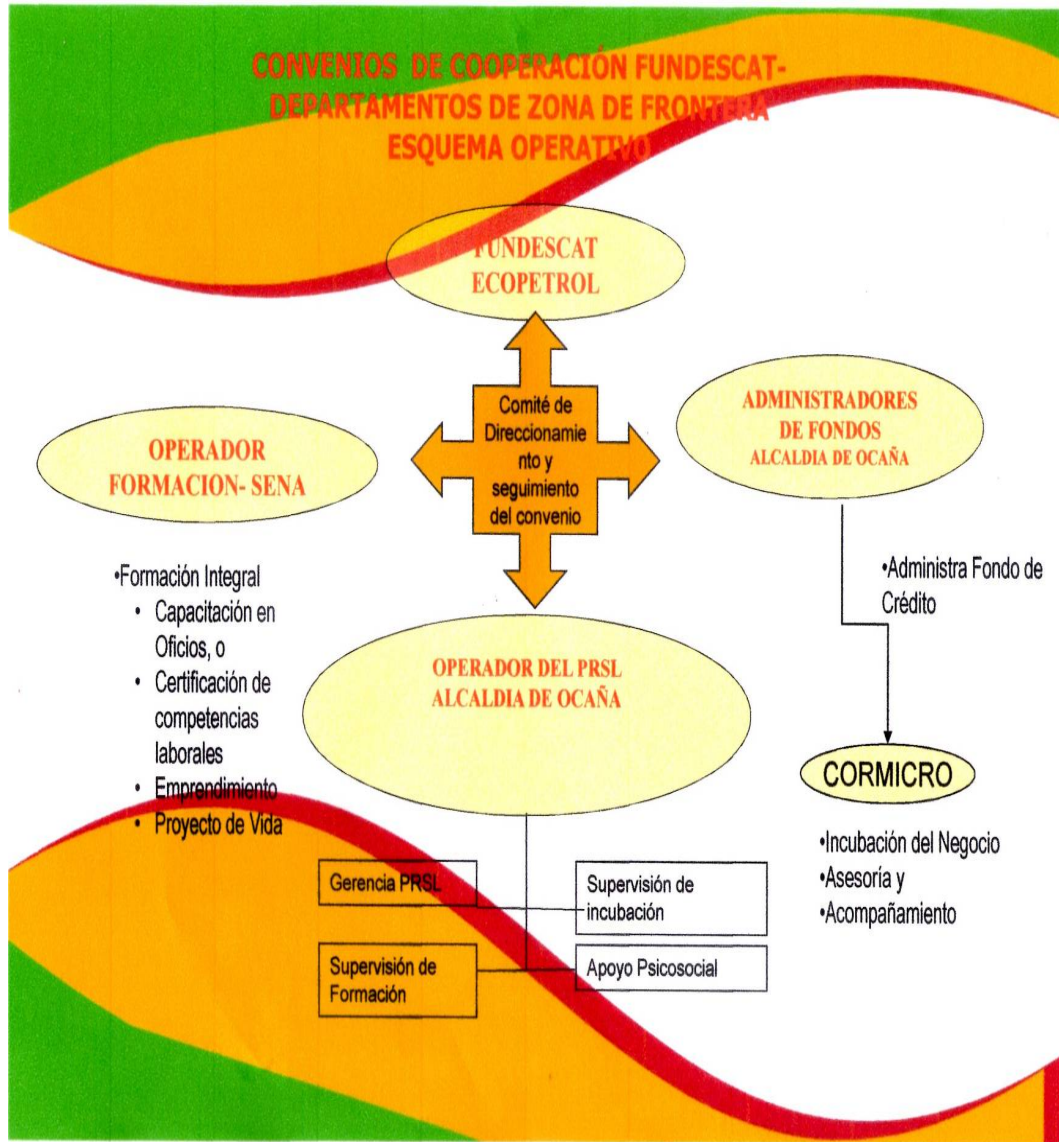 CONVENIOS DE COOPERACIÓN FUNDESCAT-
DEPARTAMENTOS DE ZONA DE FRONTERA
ESQUEMA OPERATIVO
FUNDESCAT
ECOPETROL
Comité de
Direccionamie
nto y
seguimiento
del convenio
OPERADOR
FORMACION- SENA
•Formación Integral
• Capacitación en
Oficios, o
• Certificación de
competencias
laborales
• Emprendimiento
• Proyecto de Vida
ADMINISTRADORES
DE FONDOS
ALCALDIA DE OCAÑA
•Administra Fondo de
Crédito
CORMICRO
•Incubación del Negocio
•Asesoría y
•Acompañamiento
OPERADOR DEL PRSL
ALCALDIA DE OCAÑA
Gerencia PRSL
Supervisión de
incubación
Supervisión de
Formación
Apoyo Psicosocial